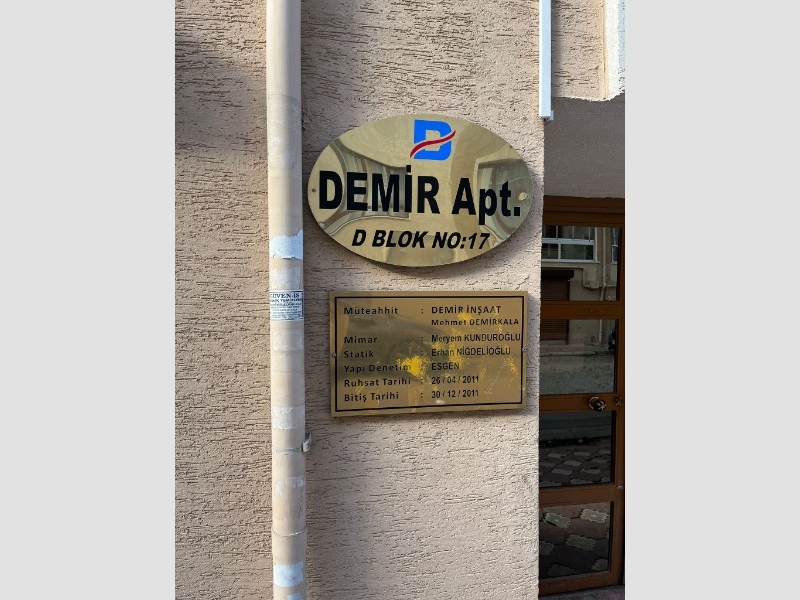 D
DEMİR Apt.
D BLOK NO:17
Müteahhit : DEMİR İNŞAAT
Mehmet DEMİRKALA
Mimar : Meryem KUNDUROĞLU
Statik : Erhan NİĞDELİOĞLU
Yapı Denetim : ESGEN
Ruhsat Tarihi : 26 / 04 / 2011
Bitiş Tarihi : 30 / 12 / 2011
GÜVEN-İŞ